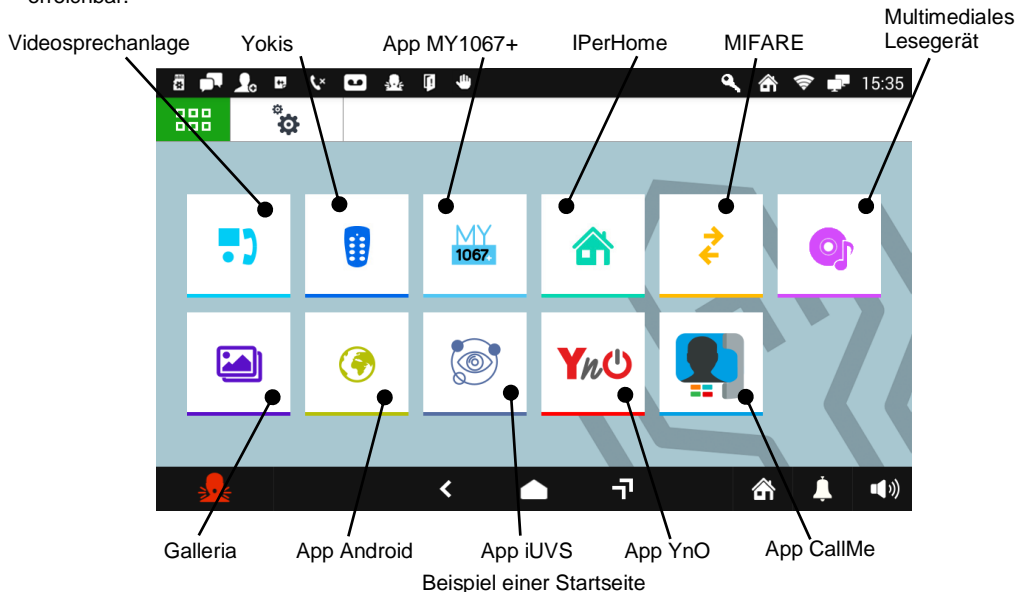 erreichbar.
Multimediales
Lesegerät
Videosprechanlage Yokis App MY1067+ IPerHome MIFARE
15:35
MY
1067
YnO
Galleria App Android App iUVS App YnO App CallMe
Beispiel einer Startseite